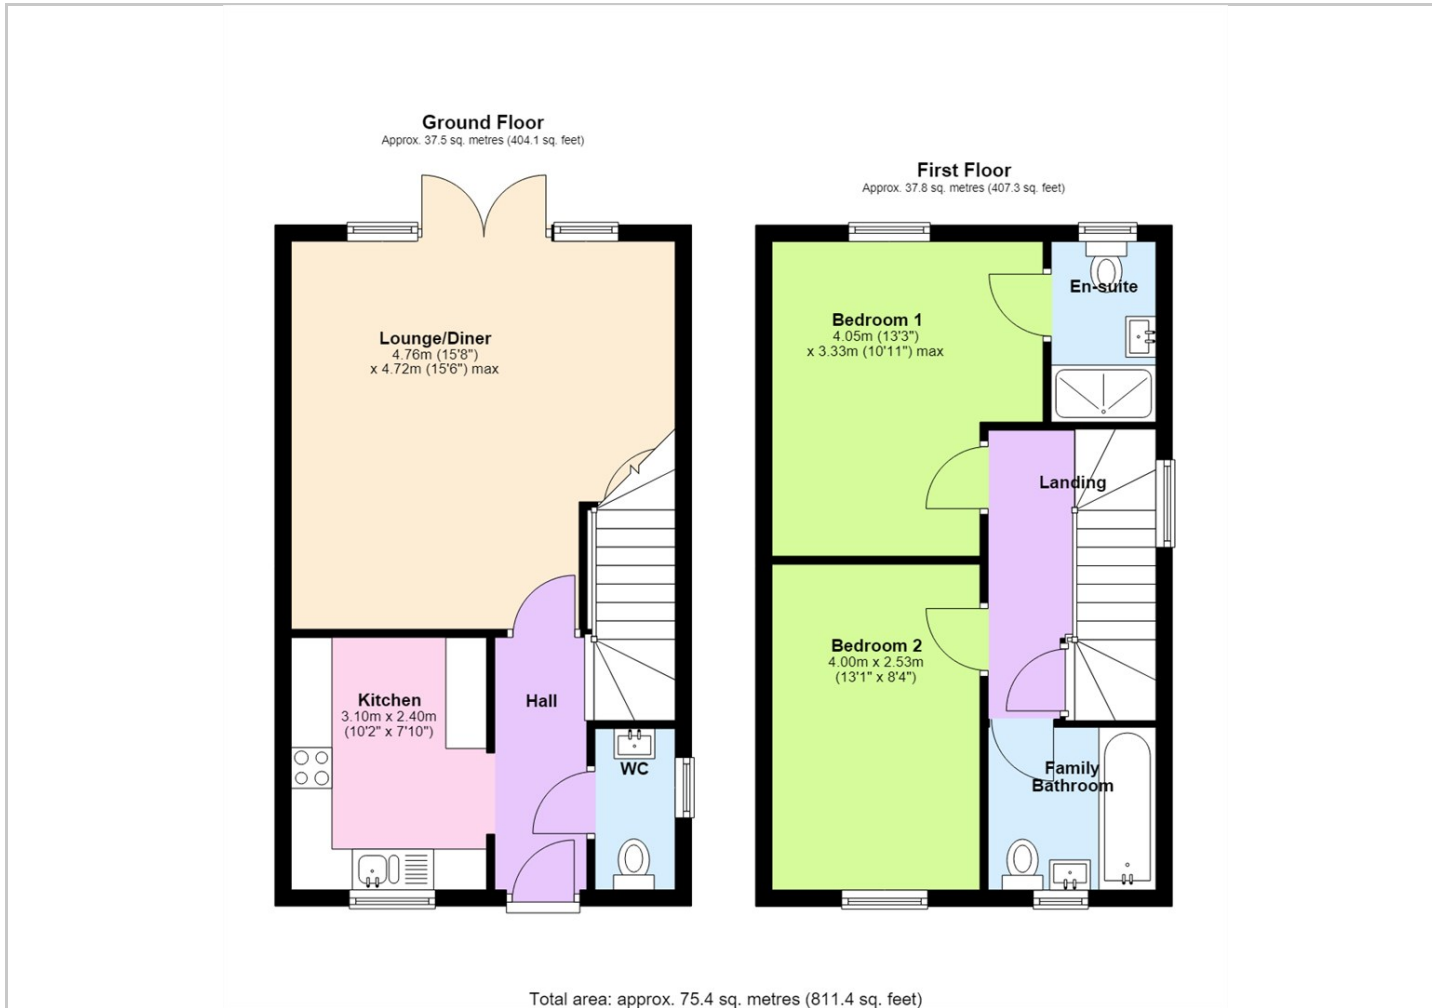 Ground Floor
Approx. 37.5 sq. metres (404.1 sq. feet)
Lounge/Diner
4.76m (15'8")
x 4.72m (15'6") max
Kitchen
3.10m x 2.40m
(10'2" x 7'10")
Hall
WC
First Floor
Approx. 37.8 sq. metres (407.3 sq. feet)
Bedroom 1
4.05m (13'3")
x 3.33m (10'11") max
En-suite
Landing
Bedroom 2
4.00m x 2.53m
(13'1" x 8'4")
Family
Bathroom
Total area: approx. 75.4 sq. metres (811.4 sq. feet)